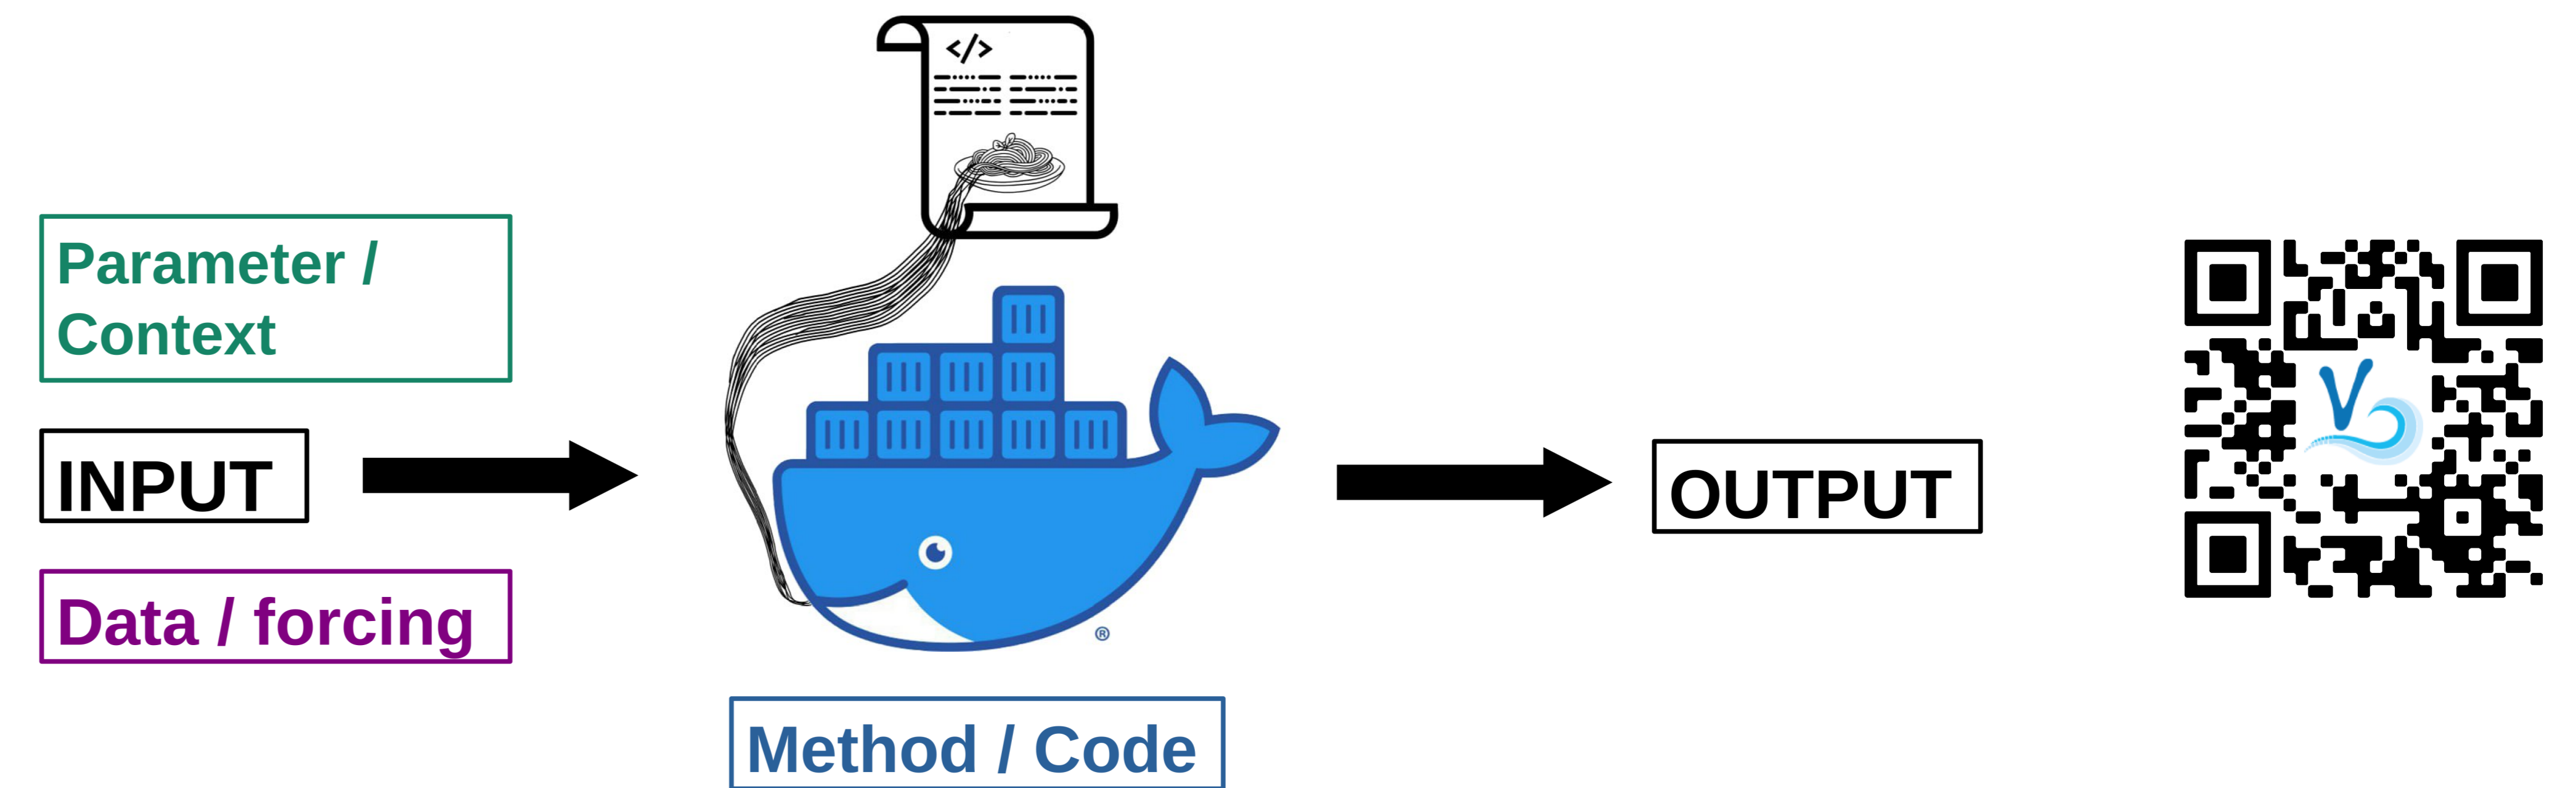 </>
Parameter /
Context
INPUT
Data / forcing
®
Method / Code
OUTPUT
V